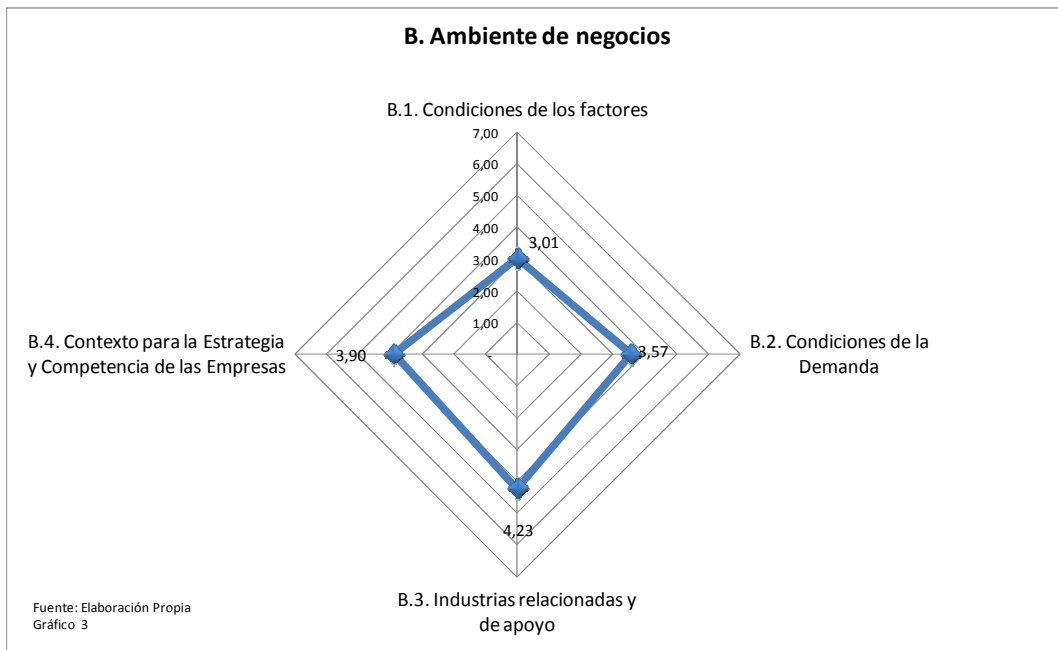 B. Ambiente de negocios
B.1. Condiciones de los factores
7,00
6,00
5,00
4,00
3,00
2,00
1,00
-
3,01
3,57
4,23
3,90
B.2. Condiciones de la
Demanda
B.3. Industrias relacionadas y
de apoyo
B.4. Contexto para la Estrategia
y Competencia de las Empresas
Fuente: Elaboración Propia
Gráfico 3